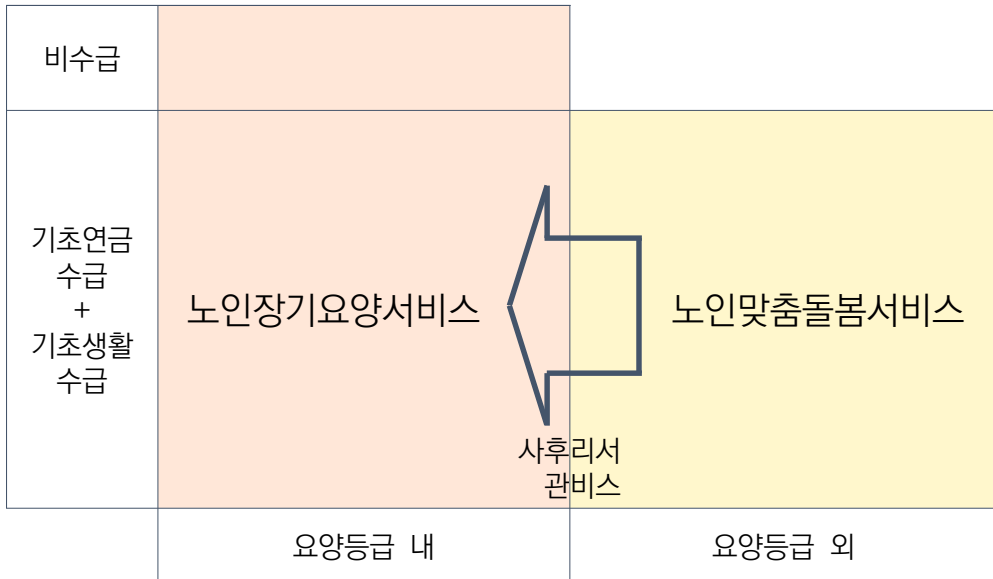 비수급
기초연금
수급
+
기초생활
수급
노인장기요양서비스
노인맞춤돌봄서비스
사후리서
관비스
요양등급 내
요양등급 외